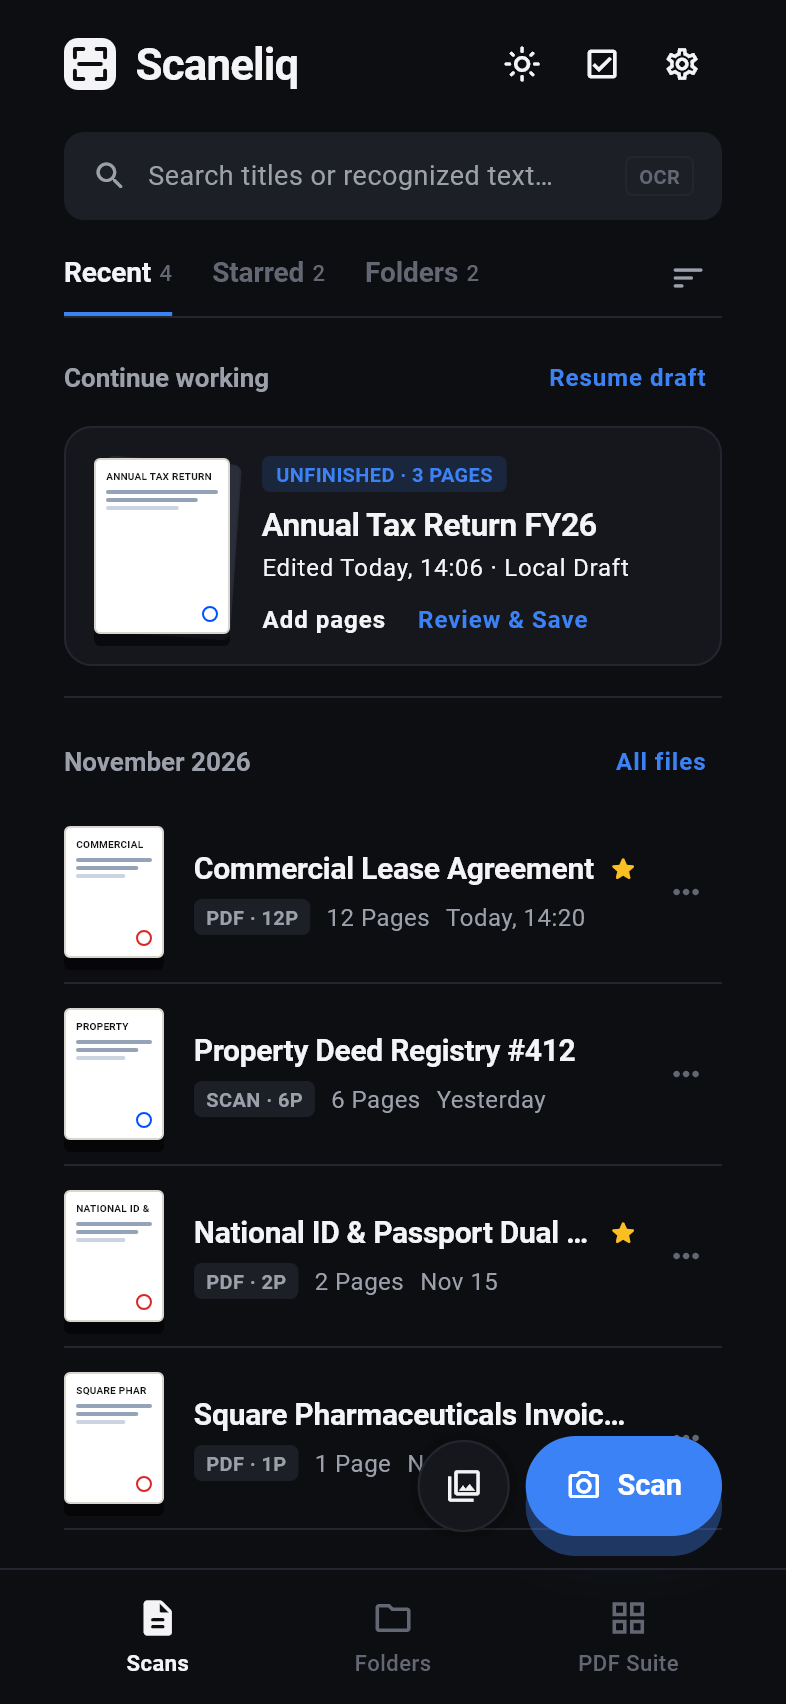 Scaneliq
Search titles or recognized text…
OCR
Recent 4
Starred 2
Folders 2
Continue working
Resume draft
ANNUAL TAX RETURN
UNFINISHED · 3 PAGES
Annual Tax Return FY26
Edited Today, 14:06 · Local Draft
Add pages
Review & Save
November 2026
All files
COMMERCIAL
Commercial Lease Agreement
PDF · 12P
12 Pages
Today, 14:20
PROPERTY
Property Deed Registry #412
SCAN · 6P
6 Pages
Yesterday
NATIONAL ID &
National ID & Passport Dual …
PDF · 2P
2 Pages
Nov 15
SQUARE PHAR
Square Pharmaceuticals Invoic…
PDF · 1P
1 Page
Scan
Scans
Folders
PDF Suite